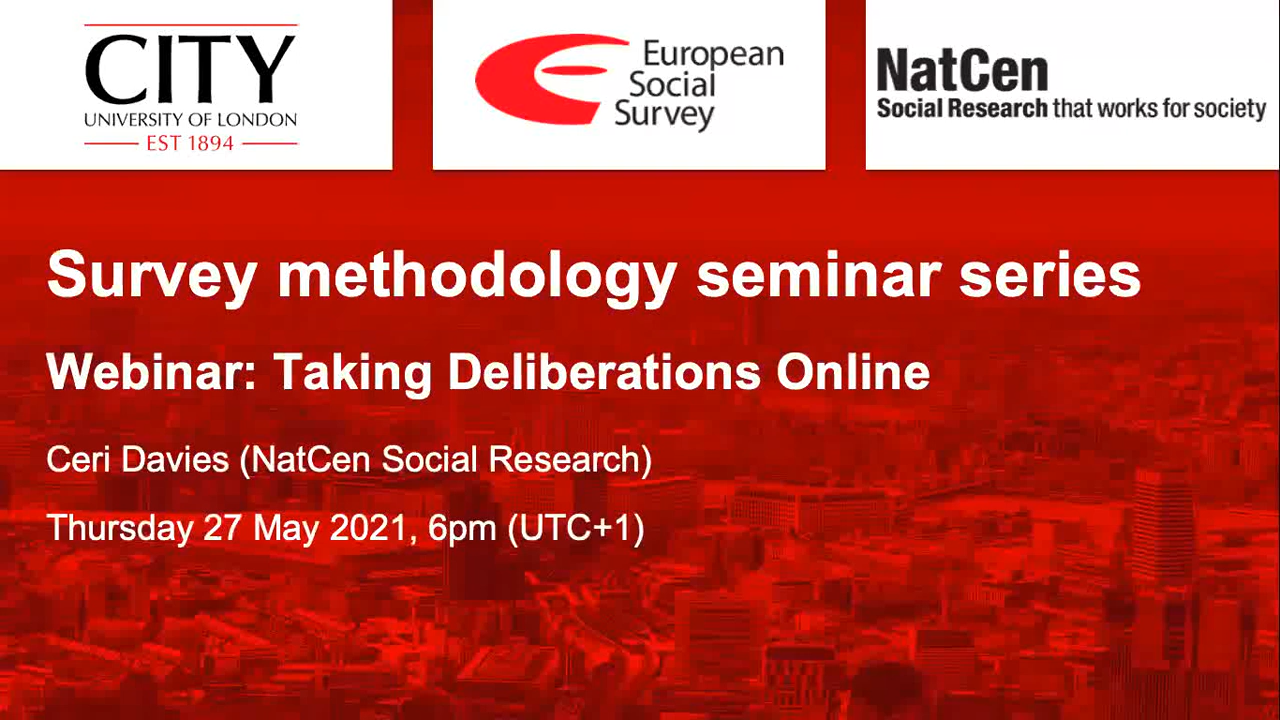 CITY
UNIVERSITY OF LONDON
EST 1894
European
Social
Survey
NatCen
Social Research that works for society
Survey methodology seminar series
Webinar: Taking Deliberations Online
Ceri Davies (NatCen Social Research)
Thursday 27 May 2021, 6pm (UTC+1)